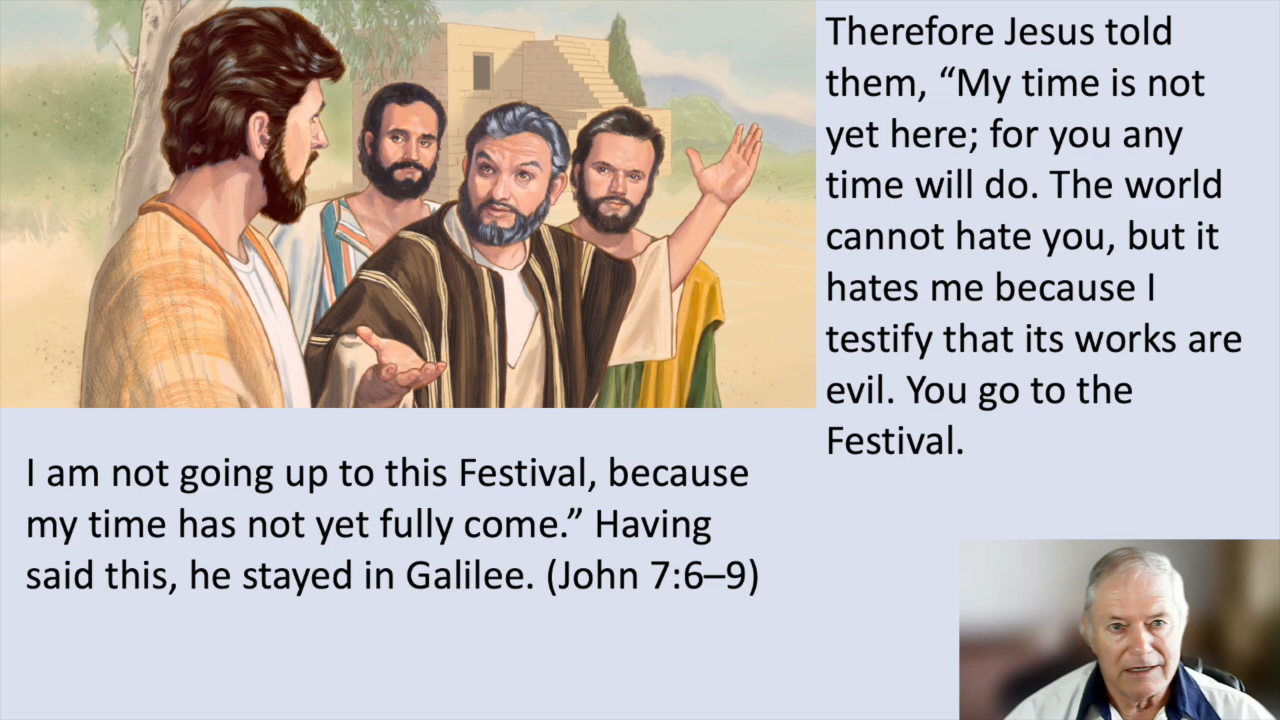 Therefore Jesus told
them, “My time is not
yet here; for you any
time will do. The world
cannot hate you, but it
hates me because I
testify that its works are
evil. You go to the
Festival.
I am not going up to this Festival, because
my time has not yet fully come.” Having
said this, he stayed in Galilee. (John 7:6–9)